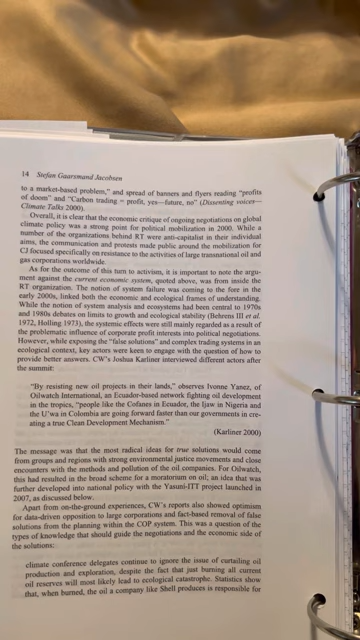 14 Stefan Gaarsmand Jacobsen
to a market-based problem,” and spread of banners and flyers reading “profits
of doom” and “Carbon trading = profit, yes—future, no” (Dissenting voices—
Climate Talks 2000).
Overall, it is clear that the economic critique of ongoing negotiations on global
climate policy was a strong point for political mobilization in 2000. While a
number of the organizations behind RT were anti-capitalist in their individual
aims, the communication and protests made public around the mobilization for
CJ focused specifically on resistance to the activities of large transnational oil and
gas corporations worldwide.
As for the outcome of this turn to activism, it is important to note the argu-
ment against the current economic system, quoted above, was from inside the
RT organization. The notion of system failure was coming to the fore in the
early 2000s, linked both the economic and ecological frames of understanding.
While the notion of system analysis and ecosystems had been central to 1970s
and 1980s debates on limits to growth and ecological stability (Behrens III et al.
1972, Holling 1973), the systemic effects were still mainly regarded as a result of
the problematic influence of corporate profit interests into political negotiations.
However, while exposing the “false solutions” and complex trading systems in an
ecological context, key actors were keen to engage with the question of how to
provide better answers. CW’s Joshua Karliner interviewed different actors after
the summit:
“By resisting new oil projects in their lands,” observes Ivonne Yanez, of
Oilwatch International, an Ecuador-based network fighting oil development
in the tropics, “people like the Cofanes in Ecuador, the Ijaw in Nigeria and
the U’wa in Colombia are going forward faster than our governments in cre-
ating a true Clean Development Mechanism.”
(Karliner 2000)
The message was that the most radical ideas for true solutions would come
from groups and regions with strong environmental justice movements and close
encounters with the methods and pollution of the oil companies. For Oilwatch,
this had resulted in the broad scheme for a moratorium on oil; an idea that was
further developed into national policy with the Yasuní-ITT project launched in
2007, as discussed below.
Apart from on-the-ground experiences, CW’s reports also showed optimism
for data-driven opposition to large corporations and fact-based removal of false
solutions from the planning within the COP system. This was a question of the
types of knowledge that should guide the negotiations and the economic side of
the solutions:
climate conference delegates continue to ignore the issue of curtailing oil
production and exploration, despite the fact that just burning all current
oil reserves will most likely lead to ecological catastrophe. Statistics show
that, when burned, the oil a company like Shell produces is responsible for